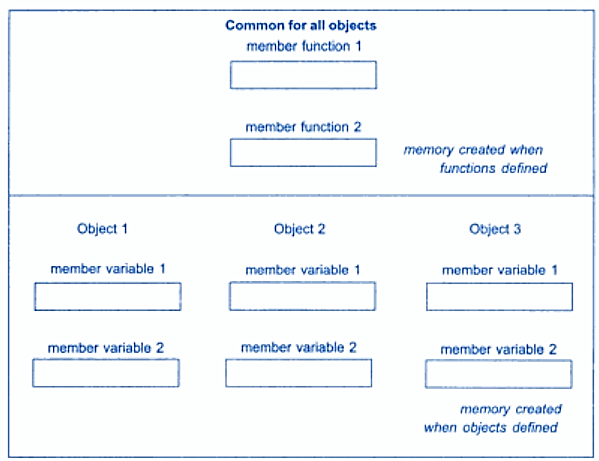 Common for all objects
member function 1
member function 2
memory created when
functions defined
Object 1
Object 2
Object 3
member variable 1
member variable 1
member variable 1
member variable 2
member variable 2
member variable 2
memory created
when objects defined